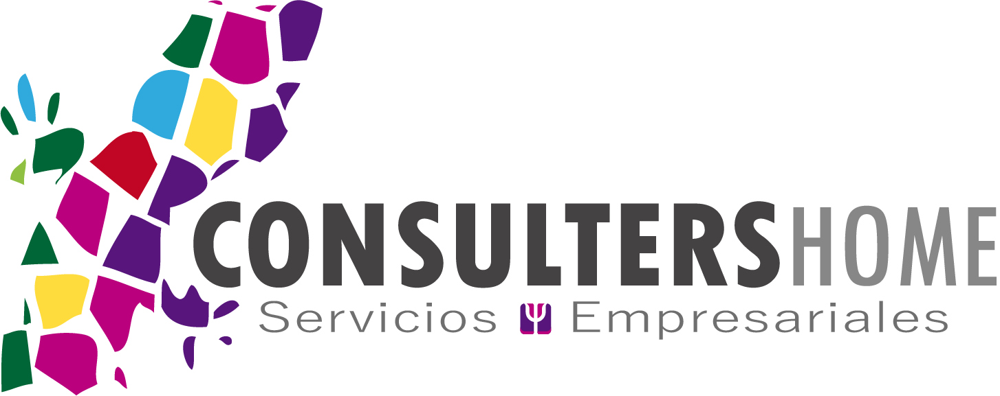 CONSULTERSHOME
Servicios Ψ Empresariales